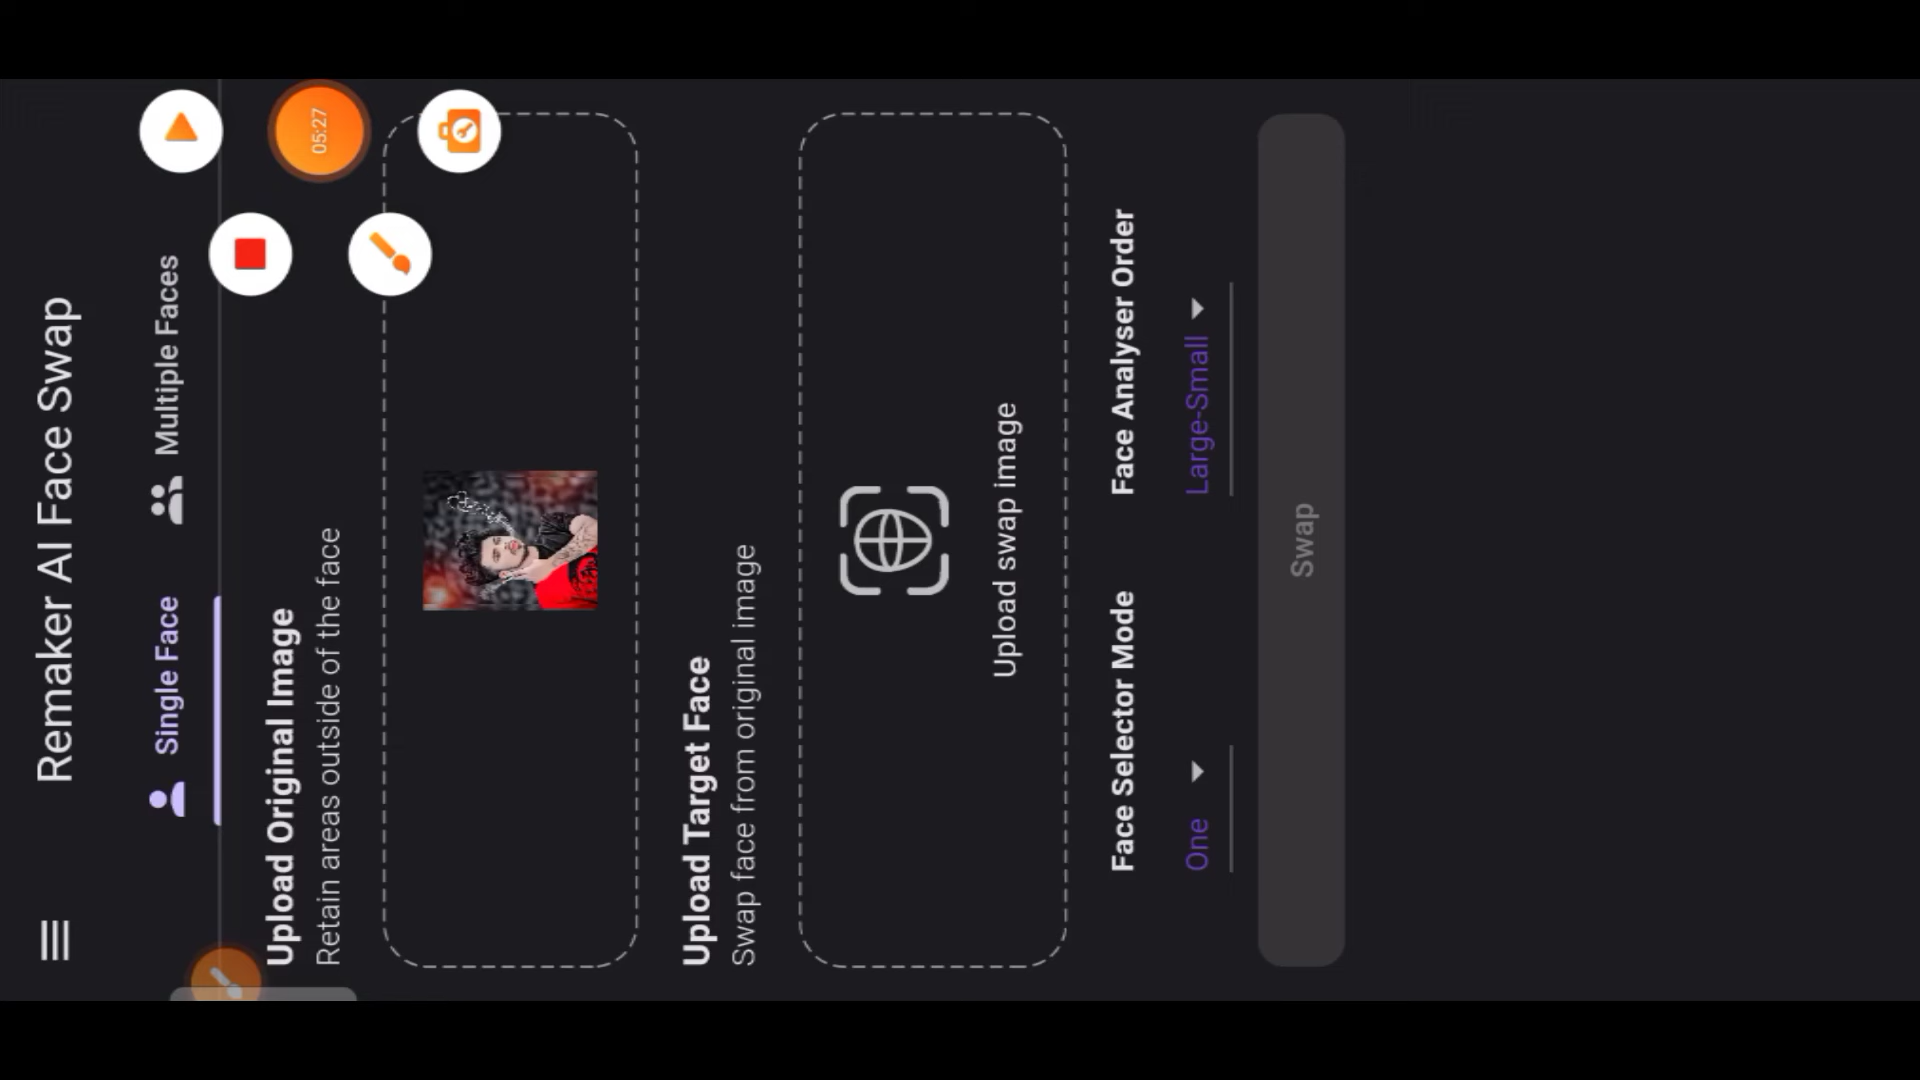 Remaker AI Face Swap
Single Face
Multiple Faces
05:27
Upload Original Image
Retain areas outside of the face
Upload Target Face
Swap face from original image
Upload swap image
Face Selector Mode
Face Analyser Order
One
Large-Small
Swap